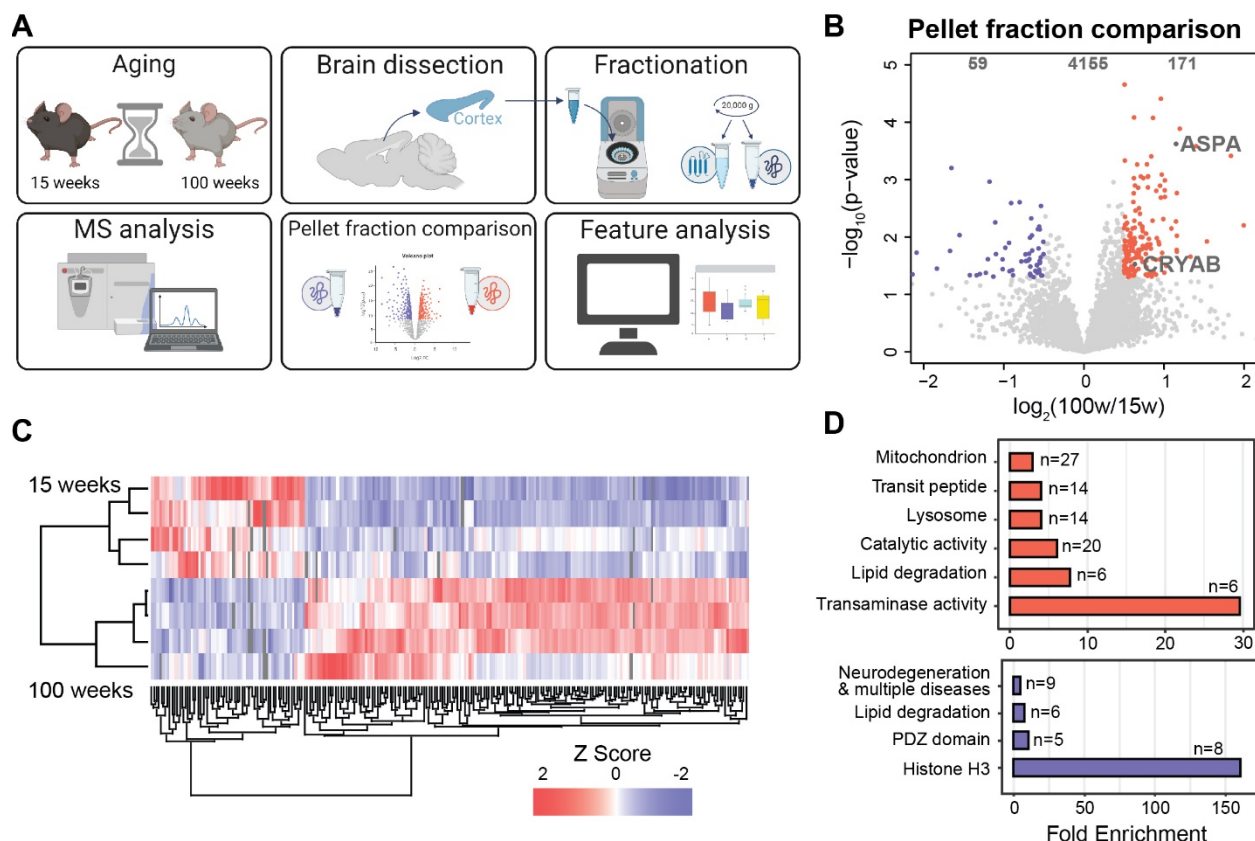 A
Aging
15 weeks
100 weeks
Brain dissection
Cortex
Fractionation
20,000 g
MS analysis
Pellet fraction comparison
Volcano plot
Feature analysis
B
Pellet fraction comparison
59 4155 171
ASPA
CRYAB
−log10(p−value)
0 1 2 3 4 5
−2 −1 0 1 2
log2(100w/15w)
C
15 weeks
100 weeks
Z Score
2 0 -2
D
Mitochondrion n=27
Transit peptide n=14
Lysosome n=14
Catalytic activity n=20
Lipid degradation n=6
Transaminase activity n=6
0 10 20 30
Neurodegeneration
& multiple diseases n=9
Lipid degradation n=6
PDZ domain n=5
Histone H3 n=8
0 50 100 150
Fold Enrichment